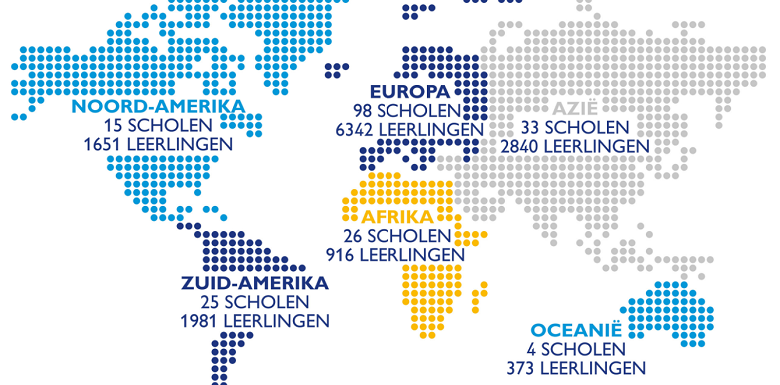 NOORD-AMERIKA
15 SCHOLEN
1651 LEERLINGEN
EUROPA
98 SCHOLEN
6342 LEERLINGEN
AZIË
33 SCHOLEN
2840 LEERLINGEN
AFRIKA
26 SCHOLEN
916 LEERLINGEN
ZUID-AMERIKA
25 SCHOLEN
1981 LEERLINGEN
OCEANIË
4 SCHOLEN
373 LEERLINGEN